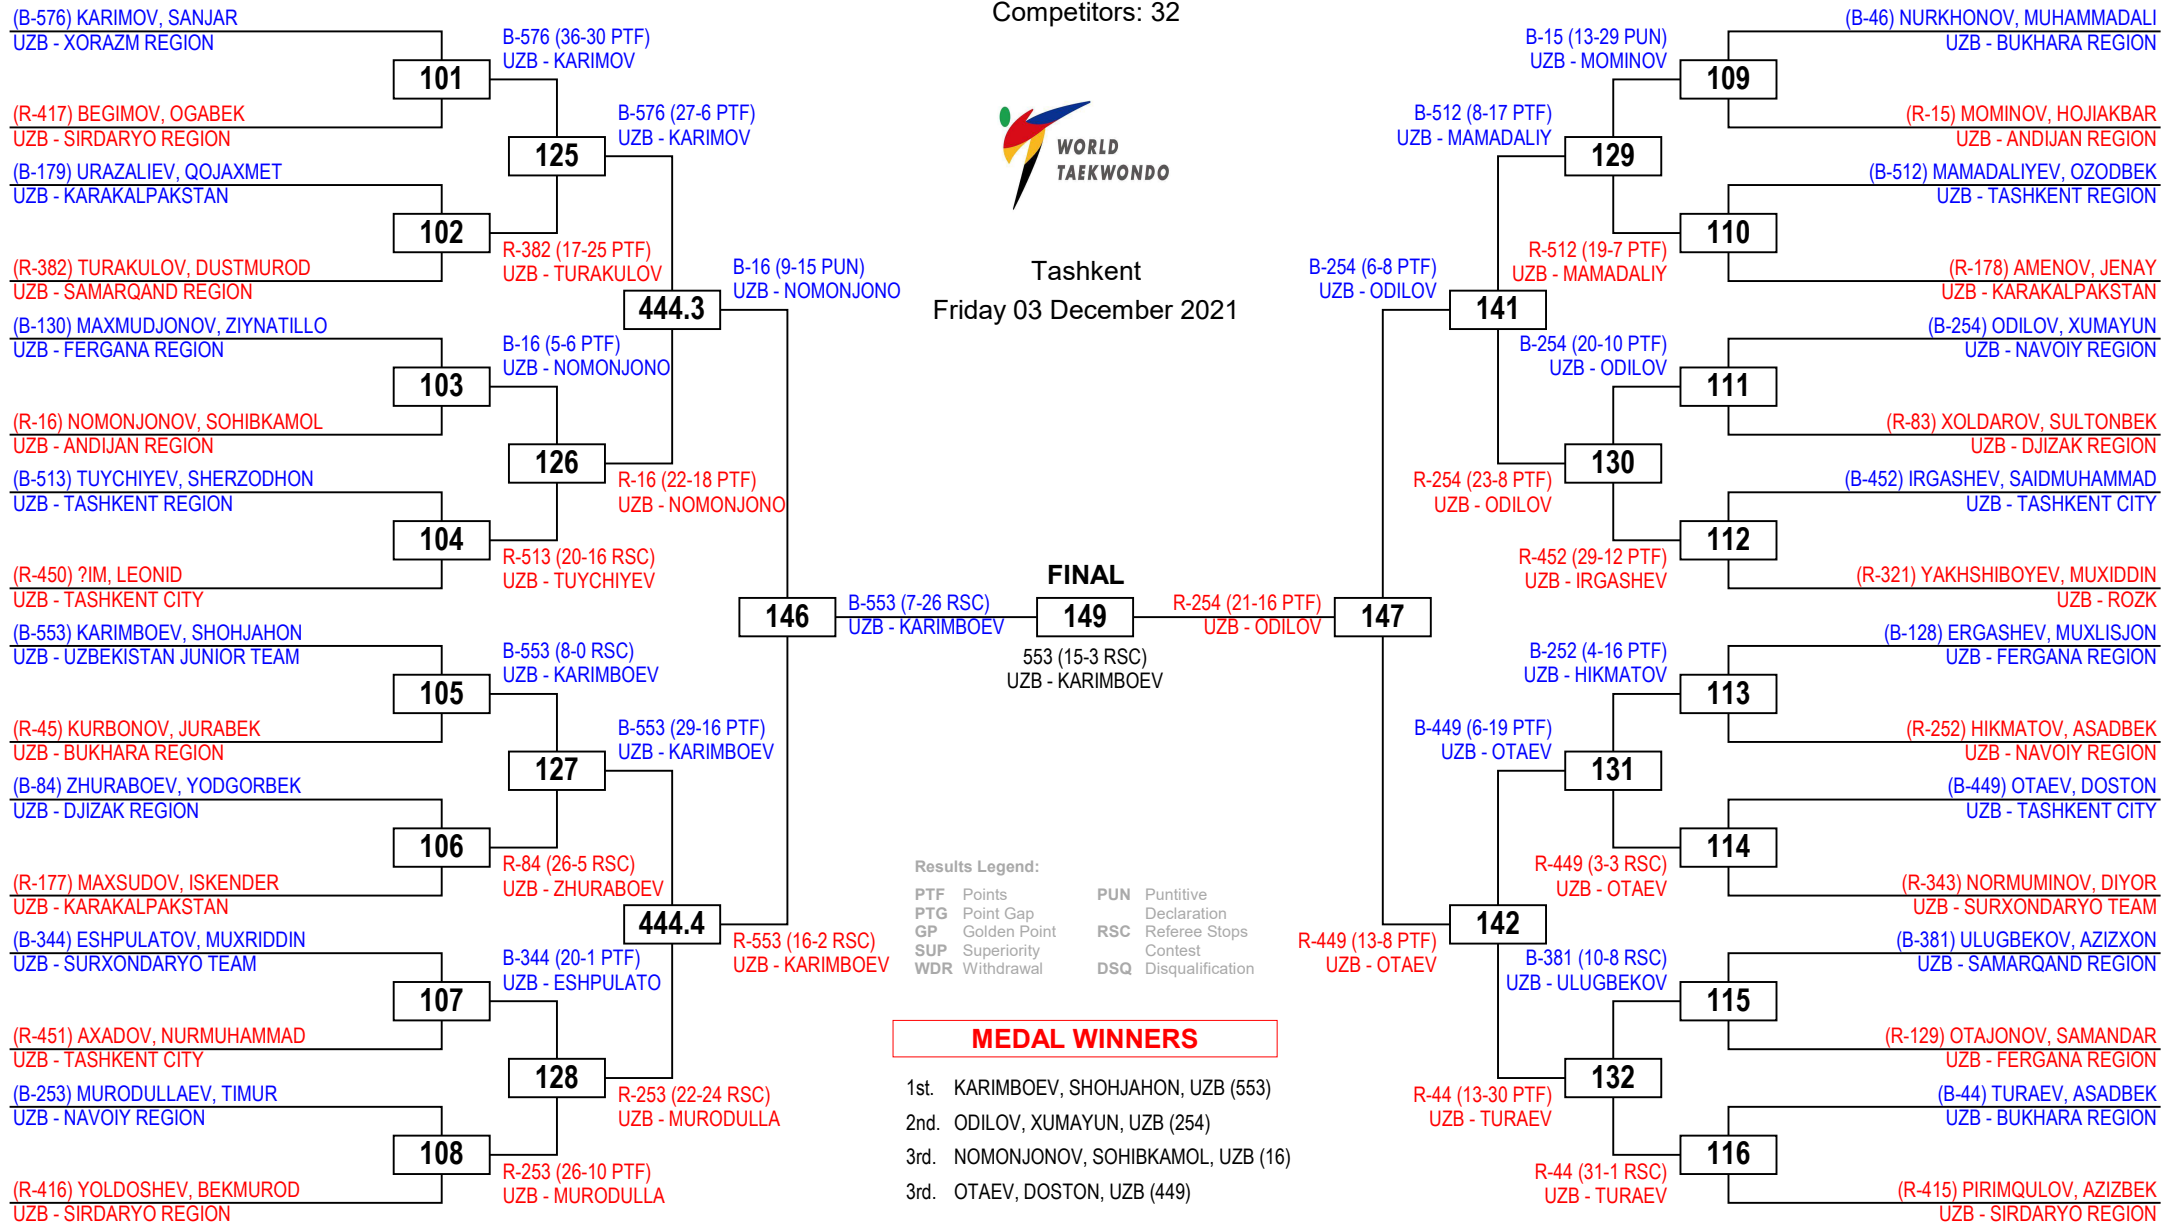 Competitors: 32
WORLD
TAEKWONDO
Tashkent
Friday 03 December 2021
(B-576) KARIMOV, SANJAR
UZB - XORAZM REGION
101
(R-417) BEGIMOV, OGABEK
UZB - SIRDARYO REGION
(B-179) URAZALIEV, QOJAXMET
UZB - KARAKALPAKSTAN
102
(R-382) TURAKULOV, DUSTMUROD
UZB - SAMARQAND REGION
(B-130) MAXMUDJONOV, ZIYNATILLO
UZB - FERGANA REGION
103
(R-16) NOMONJONOV, SOHIBKAMOL
UZB - ANDIJAN REGION
(B-513) TUYCHIYEV, SHERZODHON
UZB - TASHKENT REGION
104
(R-450) ?IM, LEONID
UZB - TASHKENT CITY
(B-553) KARIMBOEV, SHOHJAHON
UZB - UZBEKISTAN JUNIOR TEAM
105
(R-45) KURBONOV, JURABEK
UZB - BUKHARA REGION
(B-84) ZHURABOEV, YODGORBEK
UZB - DJIZAK REGION
106
(R-177) MAXSUDOV, ISKENDER
UZB - KARAKALPAKSTAN
(B-344) ESHPULATOV, MUXRIDDIN
UZB - SURXONDARYO TEAM
107
(R-451) AXADOV, NURMUHAMMAD
UZB - TASHKENT CITY
(B-253) MURODULLAEV, TIMUR
UZB - NAVOIY REGION
108
(R-416) YOLDOSHEV, BEKMUROD
UZB - SIRDARYO REGION
B-576 (36-30 PTF)
UZB - KARIMOV
125
R-382 (17-25 PTF)
UZB - TURAKULOV
B-16 (5-6 PTF)
UZB - NOMONJONO
126
R-513 (20-16 RSC)
UZB - TUYCHIYEV
B-553 (8-0 RSC)
UZB - KARIMBOEV
127
R-84 (26-5 RSC)
UZB - ZHURABOEV
B-344 (20-1 PTF)
UZB - ESHPULATO
128
R-253 (26-10 PTF)
UZB - MURODULLA
B-576 (27-6 PTF)
UZB - KARIMOV
444.3
R-16 (22-18 PTF)
UZB - NOMONJONO
B-553 (29-16 PTF)
UZB - KARIMBOEV
444.4
R-253 (22-24 RSC)
UZB - MURODULLA
B-16 (9-15 PUN)
UZB - NOMONJONO
146
R-553 (16-2 RSC)
UZB - KARIMBOEV
B-553 (7-26 RSC)
UZB - KARIMBOEV
FINAL
149
553 (15-3 RSC)
UZB - KARIMBOEV
R-254 (21-16 PTF)
UZB - ODILOV
147
B-254 (6-8 PTF)
UZB - ODILOV
R-449 (13-8 PTF)
UZB - OTAEV
B-512 (8-17 PTF)
UZB - MAMADALIY
141
R-254 (23-8 PTF)
UZB - ODILOV
B-449 (6-19 PTF)
UZB - OTAEV
142
R-44 (13-30 PTF)
UZB - TURAEV
B-15 (13-29 PUN)
UZB - MOMINOV
129
R-512 (19-7 PTF)
UZB - MAMADALIY
B-254 (20-10 PTF)
UZB - ODILOV
130
R-452 (29-12 PTF)
UZB - IRGASHEV
B-252 (4-16 PTF)
UZB - HIKMATOV
131
R-449 (3-3 RSC)
UZB - OTAEV
B-381 (10-8 RSC)
UZB - ULUGBEKOV
132
R-44 (31-1 RSC)
UZB - TURAEV
(B-46) NURKHONOV, MUHAMMADALI
UZB - BUKHARA REGION
109
(R-15) MOMINOV, HOJIAKBAR
UZB - ANDIJAN REGION
(B-512) MAMADALIYEV, OZODBEK
UZB - TASHKENT REGION
110
(R-178) AMENOV, JENAY
UZB - KARAKALPAKSTAN
(B-254) ODILOV, XUMAYUN
UZB - NAVOIY REGION
111
(R-83) XOLDAROV, SULTONBEK
UZB - DJIZAK REGION
(B-452) IRGASHEV, SAIDMUHAMMAD
UZB - TASHKENT CITY
112
(R-321) YAKHSHIBOYEV, MUXIDDIN
UZB - ROZK
(B-128) ERGASHEV, MUXLISJON
UZB - FERGANA REGION
113
(R-252) HIKMATOV, ASADBEK
UZB - NAVOIY REGION
(B-449) OTAEV, DOSTON
UZB - TASHKENT CITY
114
(R-343) NORMUMINOV, DIYOR
UZB - SURXONDARYO TEAM
(B-381) ULUGBEKOV, AZIZXON
UZB - SAMARQAND REGION
115
(R-129) OTAJONOV, SAMANDAR
UZB - FERGANA REGION
(B-44) TURAEV, ASADBEK
UZB - BUKHARA REGION
116
(R-415) PIRIMQULOV, AZIZBEK
UZB - SIRDARYO REGION
Results Legend:
PTF Points
PTG Point Gap
GP Golden Point
SUP Superiority
WDR Withdrawal
PUN Puntitive
Declaration
RSC Referee Stops
Contest
DSQ Disqualification
MEDAL WINNERS
1st. KARIMBOEV, SHOHJAHON, UZB (553)
2nd. ODILOV, XUMAYUN, UZB (254)
3rd. NOMONJONOV, SOHIBKAMOL, UZB (16)
3rd. OTAEV, DOSTON, UZB (449)